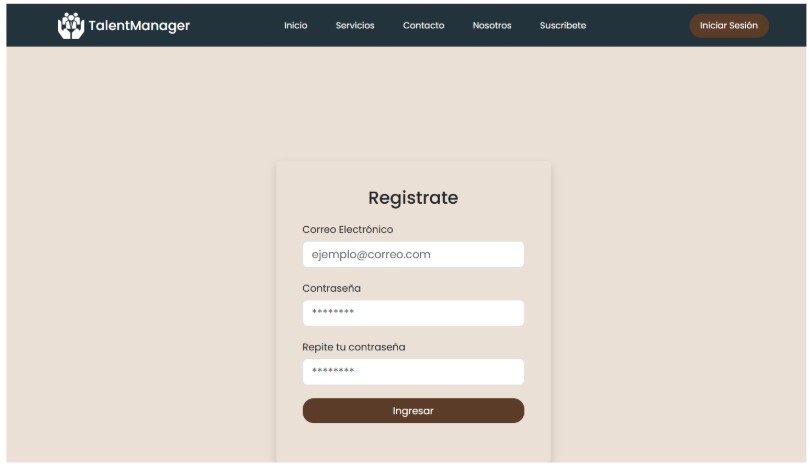 TalentManager
Inicio Servicios Contacto Nosotros Suscribete
Iniciar Sesión
Registrate
Correo Electrónico
ejemplo@correo.com
Contraseña
********
Repite tu contraseña
********
Ingresar